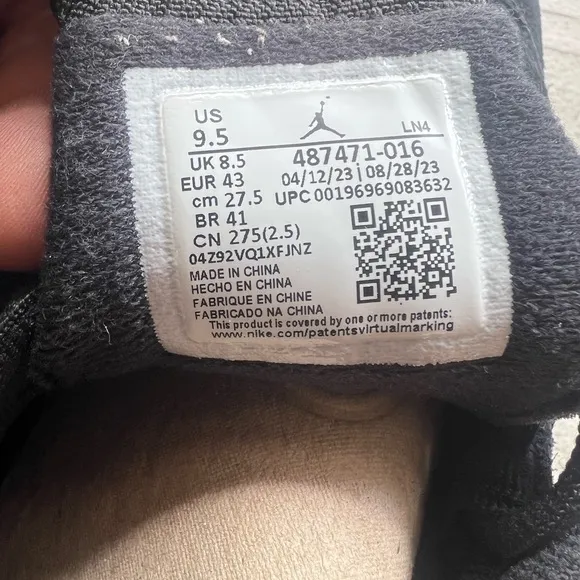 US
9.5
LN4
UK 8.5 487471-016
EUR 43 04/12/23 | 08/28/23
cm 27.5 UPC 00196969083632
BR 41
CN 275(2.5)
04Z92VQ1XFJNZ
MADE IN CHINA
HECHO EN CHINA
FABRIQUE EN CHINE
FABRICADO NA CHINA
This product is covered by one or more patents:
www.nike.com/patentsvirtualmarking